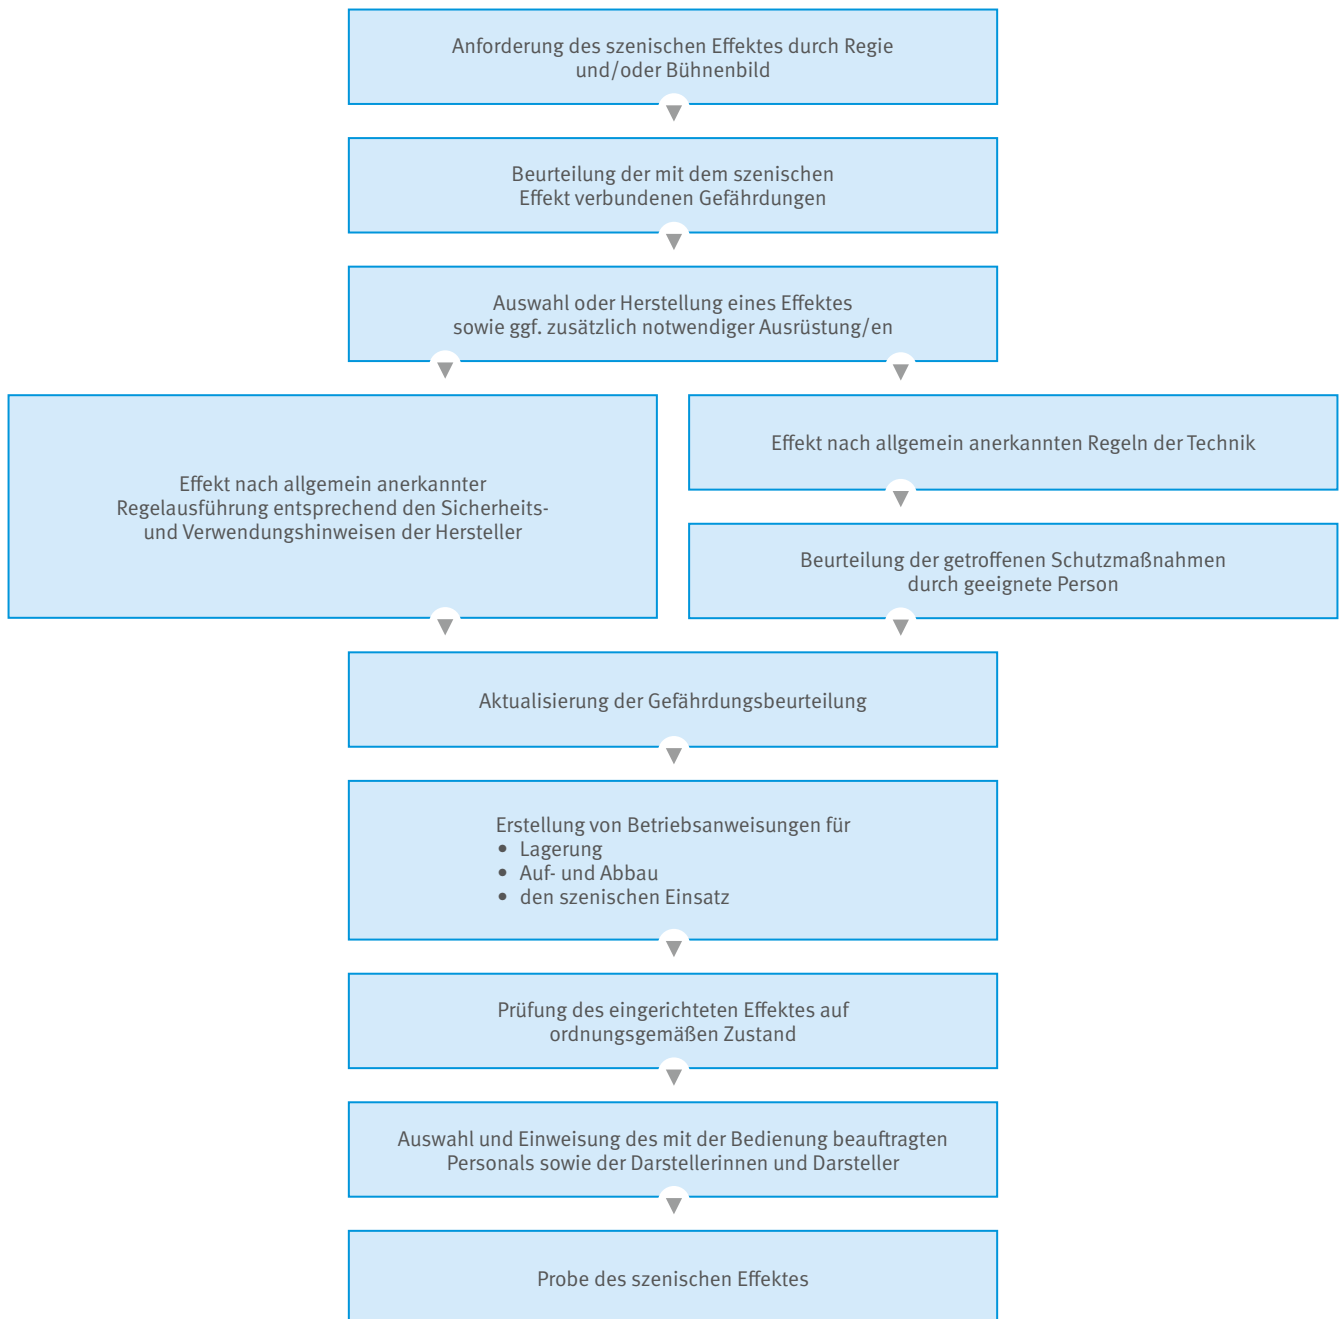 Anforderung des szenischen Effektes durch Regie
und/oder Bühnenbild
Beurteilung der mit dem szenischen
Effekt verbundenen Gefährdungen
Auswahl oder Herstellung eines Effektes
sowie ggf. zusätzlich notwendiger Ausrüstung/en
Effekt nach allgemein anerkannter
Regelausführung entsprechend den Sicherheits-
und Verwendungshinweisen der Hersteller
Effekt nach allgemein anerkannten Regeln der Technik
Beurteilung der getroffenen Schutzmaßnahmen
durch geeignete Person
Aktualisierung der Gefährdungsbeurteilung
Erstellung von Betriebsanweisungen für
• Lagerung
• Auf- und Abbau
• den szenischen Einsatz
Prüfung des eingerichteten Effektes auf
ordnungsgemäßen Zustand
Auswahl und Einweisung des mit der Bedienung beauftragten
Personals sowie der Darstellerinnen und Darsteller
Probe des szenischen Effektes